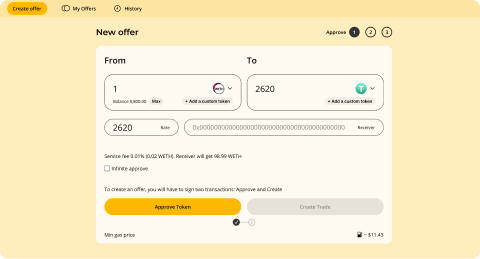 Create offer
My Offers
History
New offer
Approve 1 2 3
From
To
1
WETH
Balance 5,800.00 Max
+ Add a custom token
2620
+ Add a custom token
2620 Rate
Receiver
Service fee 0.01% (0.02 WETH). Receiver will get 98.99 WETH
Infinite approve
To create an offer, you will have to sign two transactions: Approve and Create
Approve Token
Create Trade
Min gas price
~ $11.43